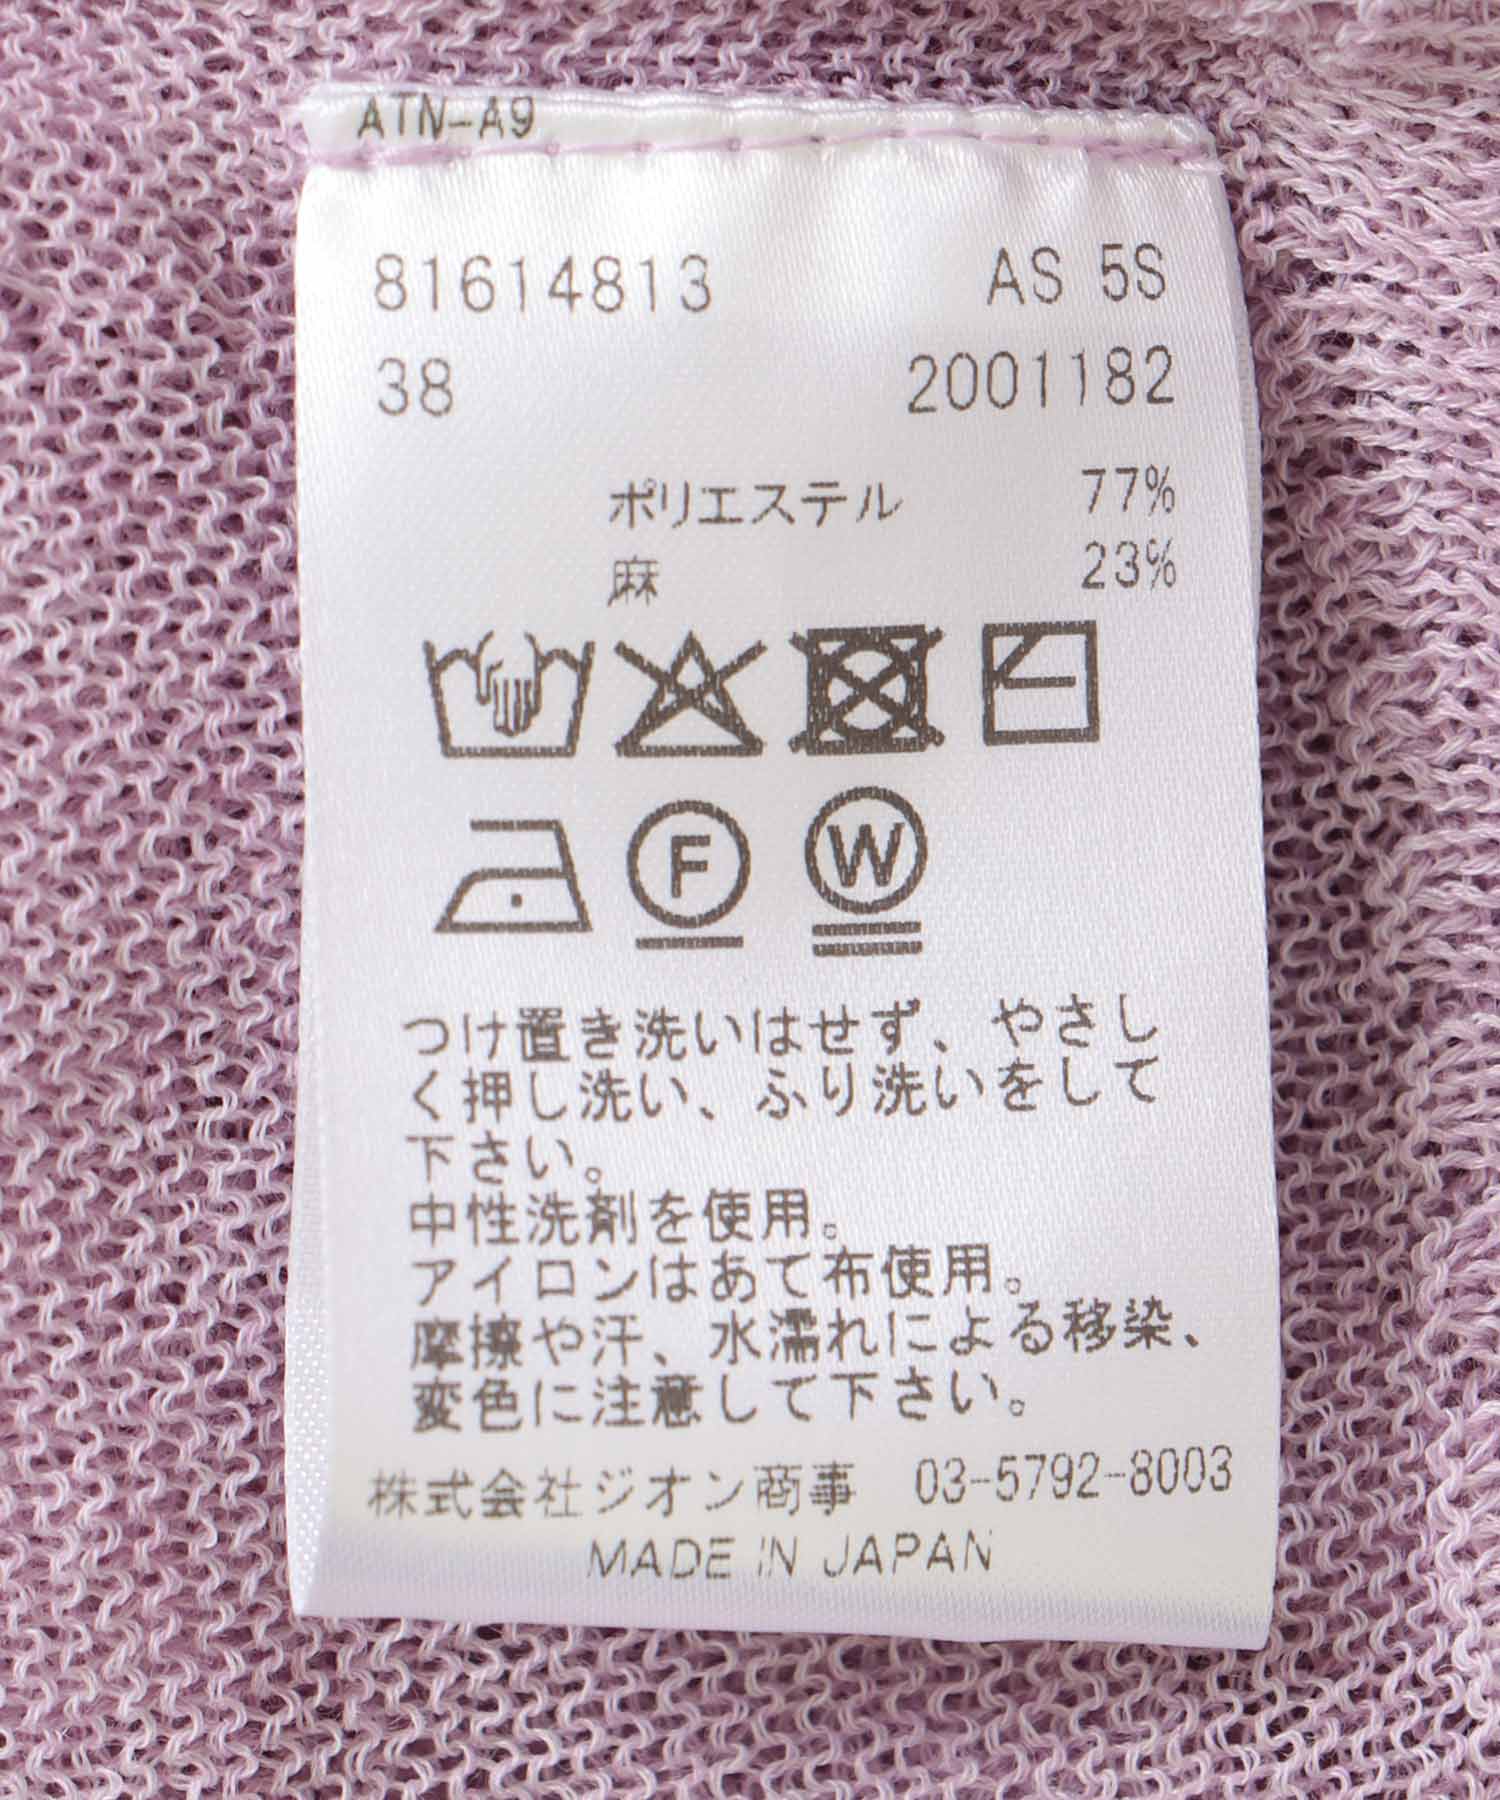 ATN-A9
81614813 AS 5S
38 2001182
ポリエステル 77%
麻 23%
F W
つけ置き洗いはせず、やさし
く押し洗い、ふり洗いをして
下さい。
中性洗剤を使用。
アイロンはあて布使用。
摩擦や汗、水濡れによる移染、
変色に注意して下さい。
株式会社ジオン商事 03-5792-8003
MADE IN JAPAN